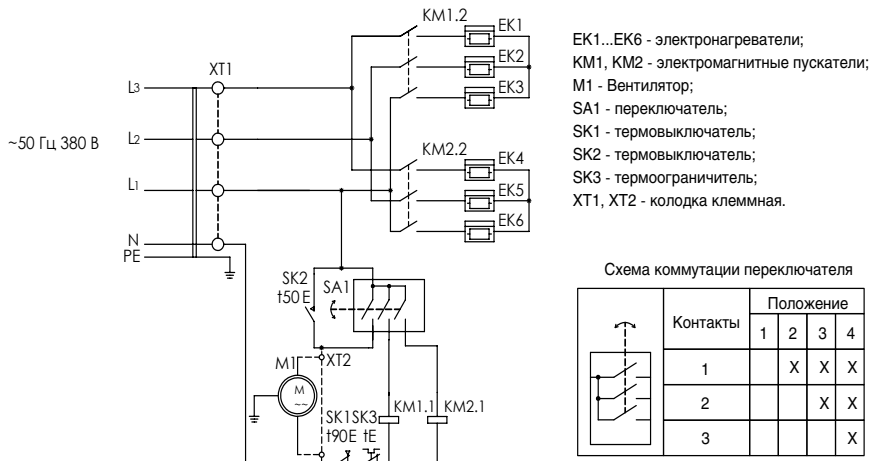 KM1.2
EK1
EK2
EK3
XT1
L3
~50 Гц 380 В
L2
KM2.2
EK4
EK5
EK6
L1
N
PE
SK2
t50 E
SA1
XT2
M1
M
~~
SK1 SK3
t90E tE
KM1.1
KM2.1
EK1...EK6 - электронагреватели;
KM1, KM2 - электромагнитные пускатели;
M1 - Вентилятор;
SA1 - переключатель;
SK1 - термовыключатель;
SK2 - термовыключатель;
SK3 - термоограничитель;
XT1, XT2 - колодка клеммная.
Схема коммутации переключателя
Контакты Положение
1 2 3 4
1 X X X
2 X X
3 X